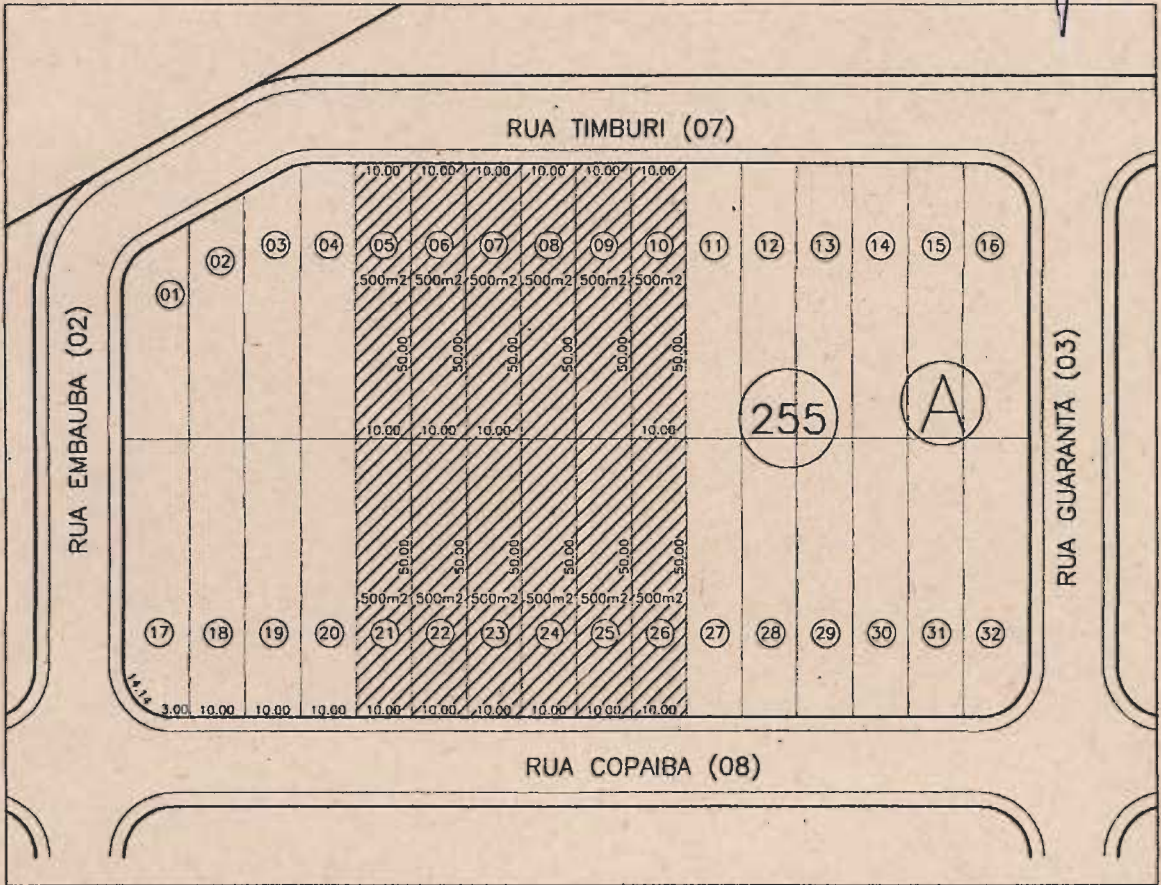 RUA TIMBURI (07)
10.00 10.00 10.00 10.00 10.00 10.00
01 02 03 04 05 06 07 08 09 10 11 12 13 14 15 16
500m2 500m2 500m2 500m2 500m2 500m2
50.00 50.00 50.00 50.00 50.00 50.00
RUA EMBAUBA (02)
255
A
RUA GUARANTÃ (03)
10.00 10.00 10.00 10.00
50.00 50.00 50.00 50.00 50.00 50.00
500m2 500m2 500m2 500m2 500m2 500m2
17 18 19 20 21 22 23 24 25 26 27 28 29 30 31 32
14.14
3.00 10.00 10.00 10.00 10.00 10.00 10.00 10.00 10.00 10.00
RUA COPAIBA (08)